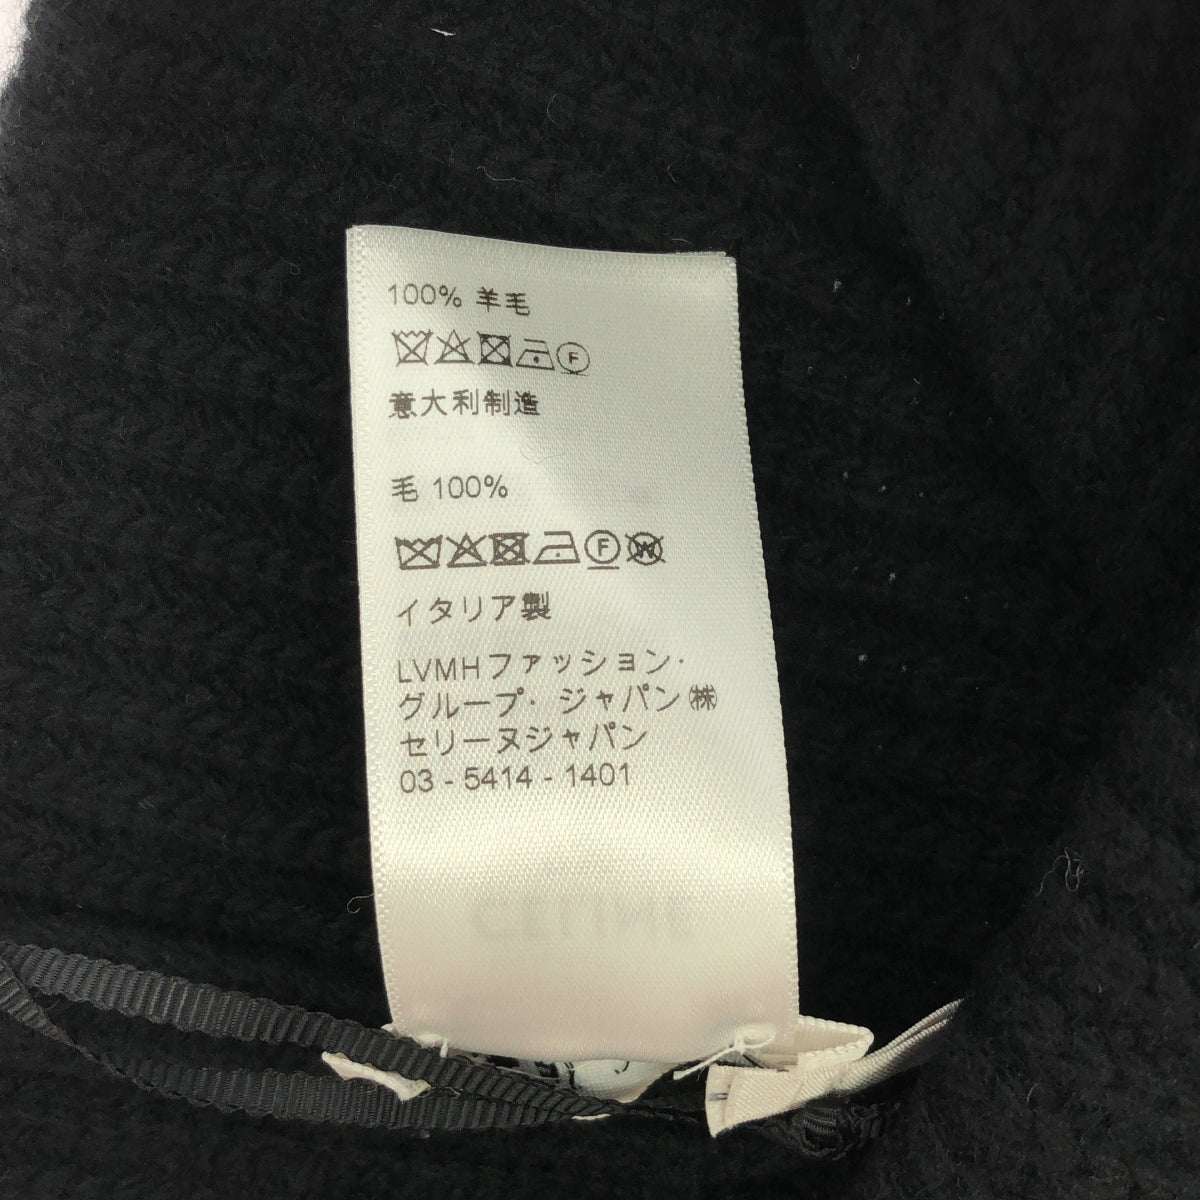 100% 羊毛
F
意大利制造
毛 100%
F W
イタリア製
LVMHファッション·
グループ· ジャパン㈱
セリーヌジャパン
03 - 5414 - 1401